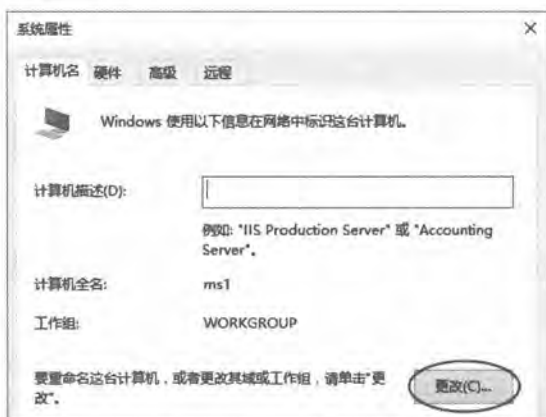 系统属性
计算机名 硬件 高级 远程
Windows 使用以下信息在网络中标识这台计算机。
计算机描述(D):
例如: "IIS Production Server" 或 "Accounting
Server"。
计算机全名: ms1
工作组: WORKGROUP
要重命名这台计算机，或者更改其域或工作组，请单击"更
改"。
更改(C)...